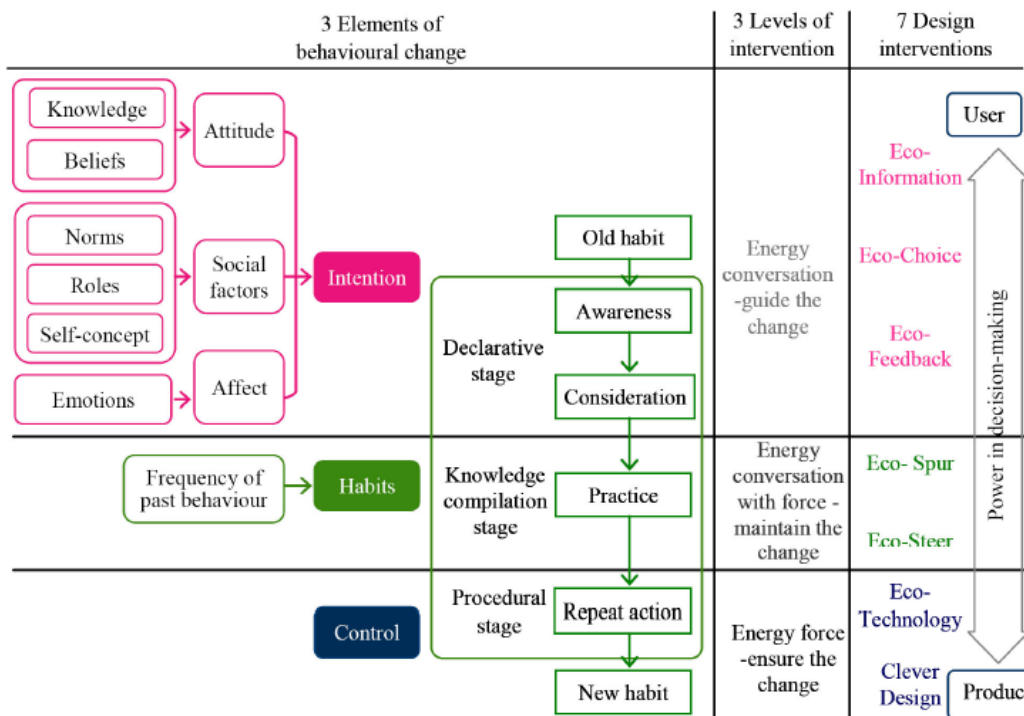 3 Elements of
behavioural change
3 Levels of
intervention
7 Design
interventions
Knowledge
Beliefs
Attitude
Norms
Roles
Self-concept
Social
factors
Emotions
Affect
Intention
Old habit
Awareness
Declarative
stage
Consideration
Energy
conversation
-guide the
change
User
Eco-
Information
Eco-Choice
Eco-
Feedback
Power in decision-making
Frequency of
past behaviour
Habits
Knowledge
compilation
stage
Practice
Energy
conversation
with force -
maintain the
change
Eco- Spur
Eco-Steer
Control
Procedural
stage
Repeat action
New habit
Energy force
-ensure the
change
Eco-
Technology
Clever
Design
Produc